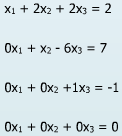 x₁ + 2x₂ + 2x₃ = 2
0x₁ + x₂ - 6x₃ = 7
0x₁ + 0x₂ +1x₃ = -1
0x₁ + 0x₂ + 0x₃ = 0